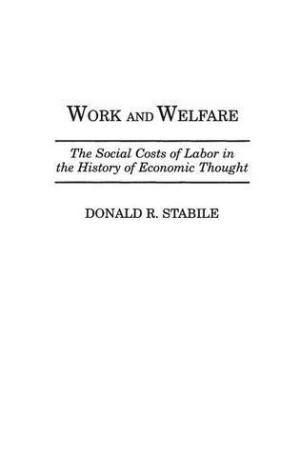 WORK AND WELFARE
The Social Costs of Labor in
the History of Economic Thought
DONALD R. STABILE